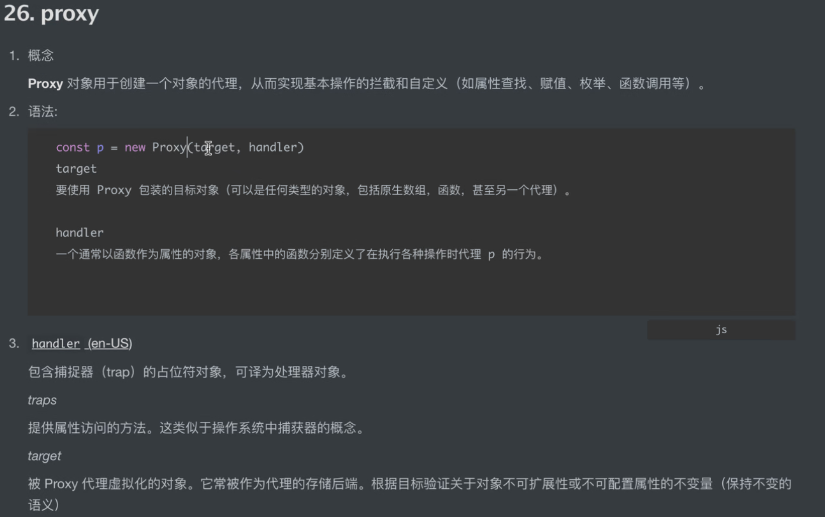 26. proxy
1. 概念
Proxy 对象用于创建一个对象的代理，从而实现基本操作的拦截和自定义（如属性查找、赋值、枚举、函数调用等）。
2. 语法:
const p = new Proxy(target, handler)
target
要使用 Proxy 包装的目标对象（可以是任何类型的对象，包括原生数组，函数，甚至另一个代理）。
handler
一个通常以函数作为属性的对象，各属性中的函数分别定义了在执行各种操作时代理 p 的行为。
js
3. handler (en-US)
包含捕捉器（trap）的占位符对象，可译为处理器对象。
traps
提供属性访问的方法。这类似于操作系统中捕获器的概念。
target
被 Proxy 代理虚拟化的对象。它常被作为代理的存储后端。根据目标验证关于对象不可扩展性或不可配置属性的不变量（保持不变的
语义）